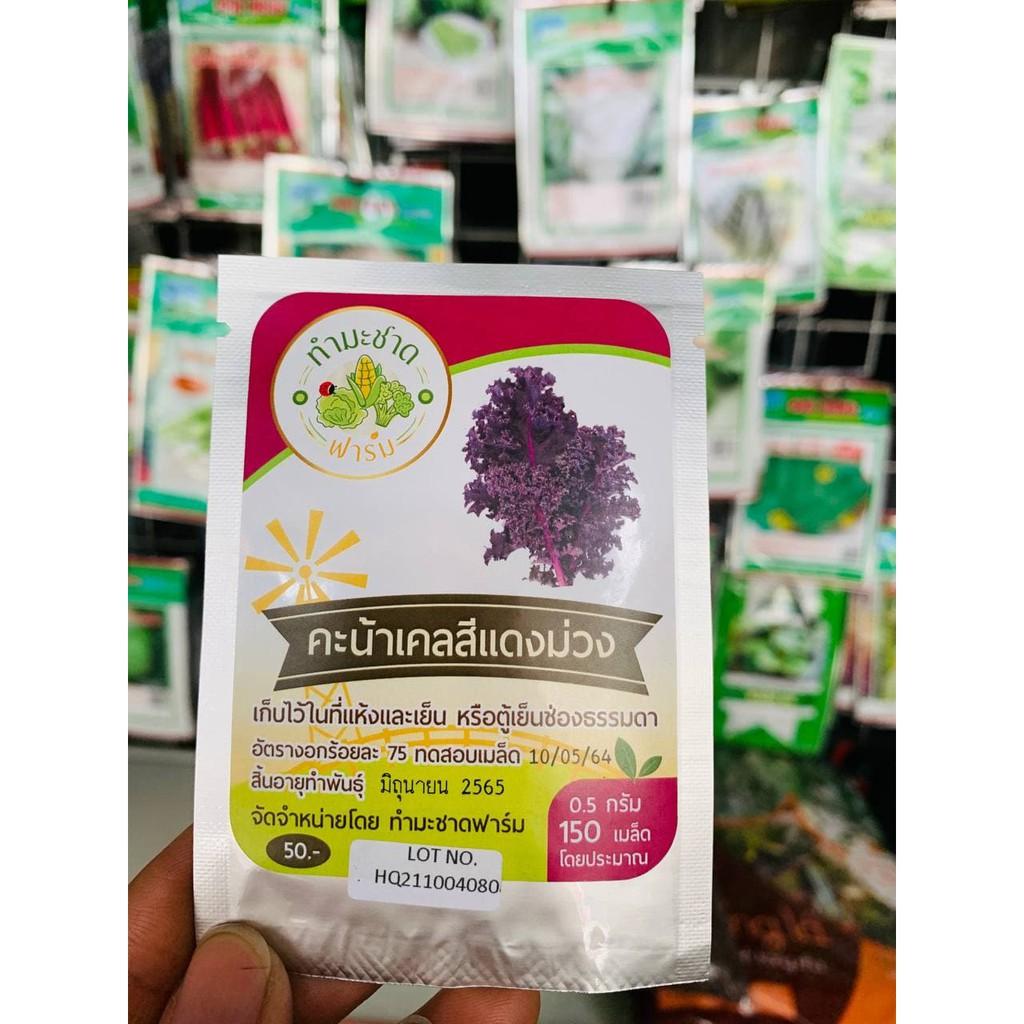 ทำมะชาด
ฟาร์ม
คะน้าเคลสีแดงม่วง
เก็บไว้ในที่แห้งและเย็น หรือตู้เย็นช่องธรรมดา
อัตรางอกร้อยละ 75 ทดสอบเมล็ด 10/05/64
สิ้นอายุทำพันธุ์ มิถุนายน 2565
จัดจำหน่ายโดย ทำมะชาดฟาร์ม
50.-
0.5 กรัม
150 เมล็ด
โดยประมาณ
LOT NO.
HQ211004080